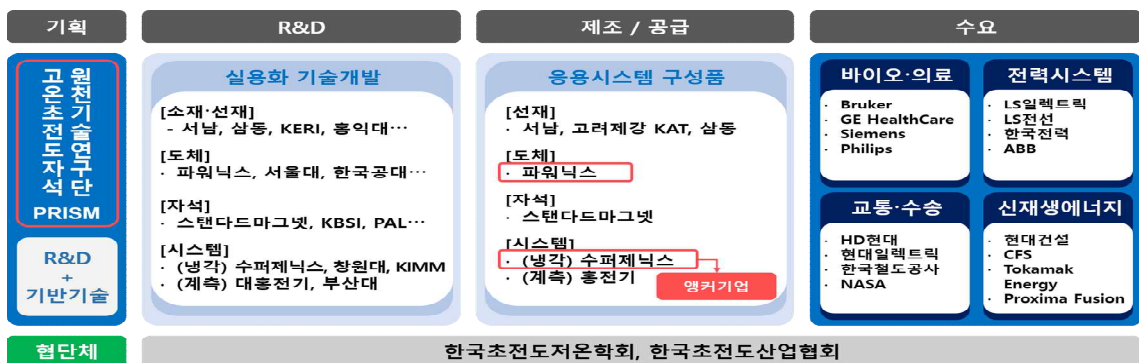 기획
R&D
제조 / 공급
수요
고온초전도자석
원천기술연구단
PRISM
R&D
+
기반기술
실용화 기술개발
[소재·선재]
- 서남, 삼동, KERI, 홍익대…
[도체]
· 파워닉스, 서울대, 한국공대…
[자석]
· 스탠다드마그넷, KBSI, PAL…
[시스템]
· (냉각) 수퍼제닉스, 창원대, KIMM
· (계측) 대홍전기, 부산대
응용시스템 구성품
[선재]
· 서남, 고려제강 KAT, 삼동
[도체]
· 파워닉스
[자석]
· 스탠다드마그넷
[시스템]
· (냉각) 수퍼제닉스
· (계측) 홍전기
앵커기업
바이오·의료
· Bruker
· GE HealthCare
· Siemens
· Philips
전력시스템
· LS일렉트릭
· LS전선
· 한국전력
· ABB
교통·수송
· HD현대
· 현대일렉트릭
· 한국철도공사
· NASA
신재생에너지
· 현대건설
· CFS
· Tokamak
· Energy
· Proxima Fusion
협단체
한국초전도저온학회, 한국초전도산업협회